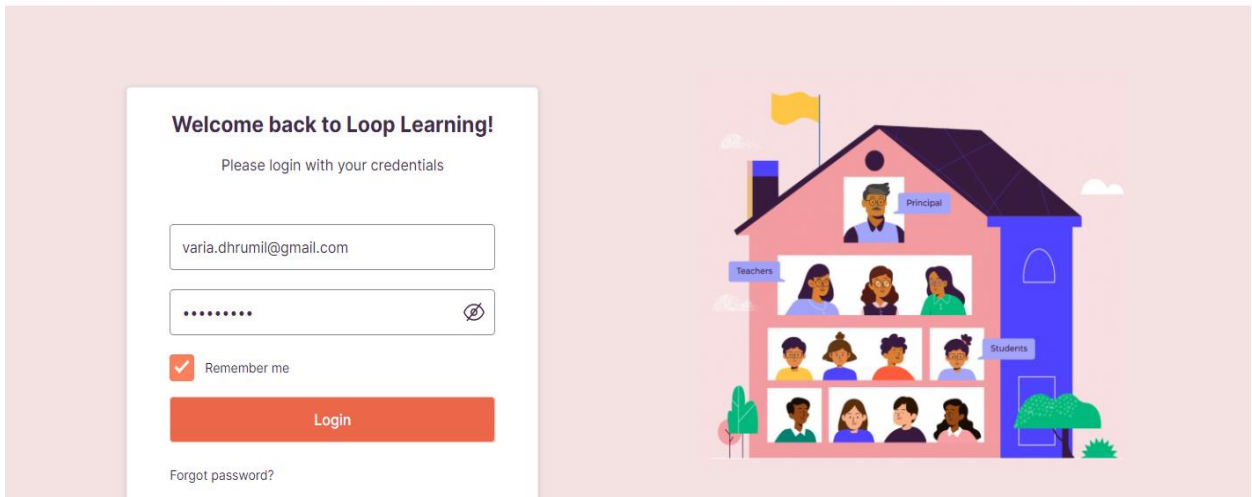 Welcome back to Loop Learning!
Please login with your credentials
varia.dhrumil@gmail.com
•••••••••
Remember me
Login
Forgot password?
Principal
Teachers
Students